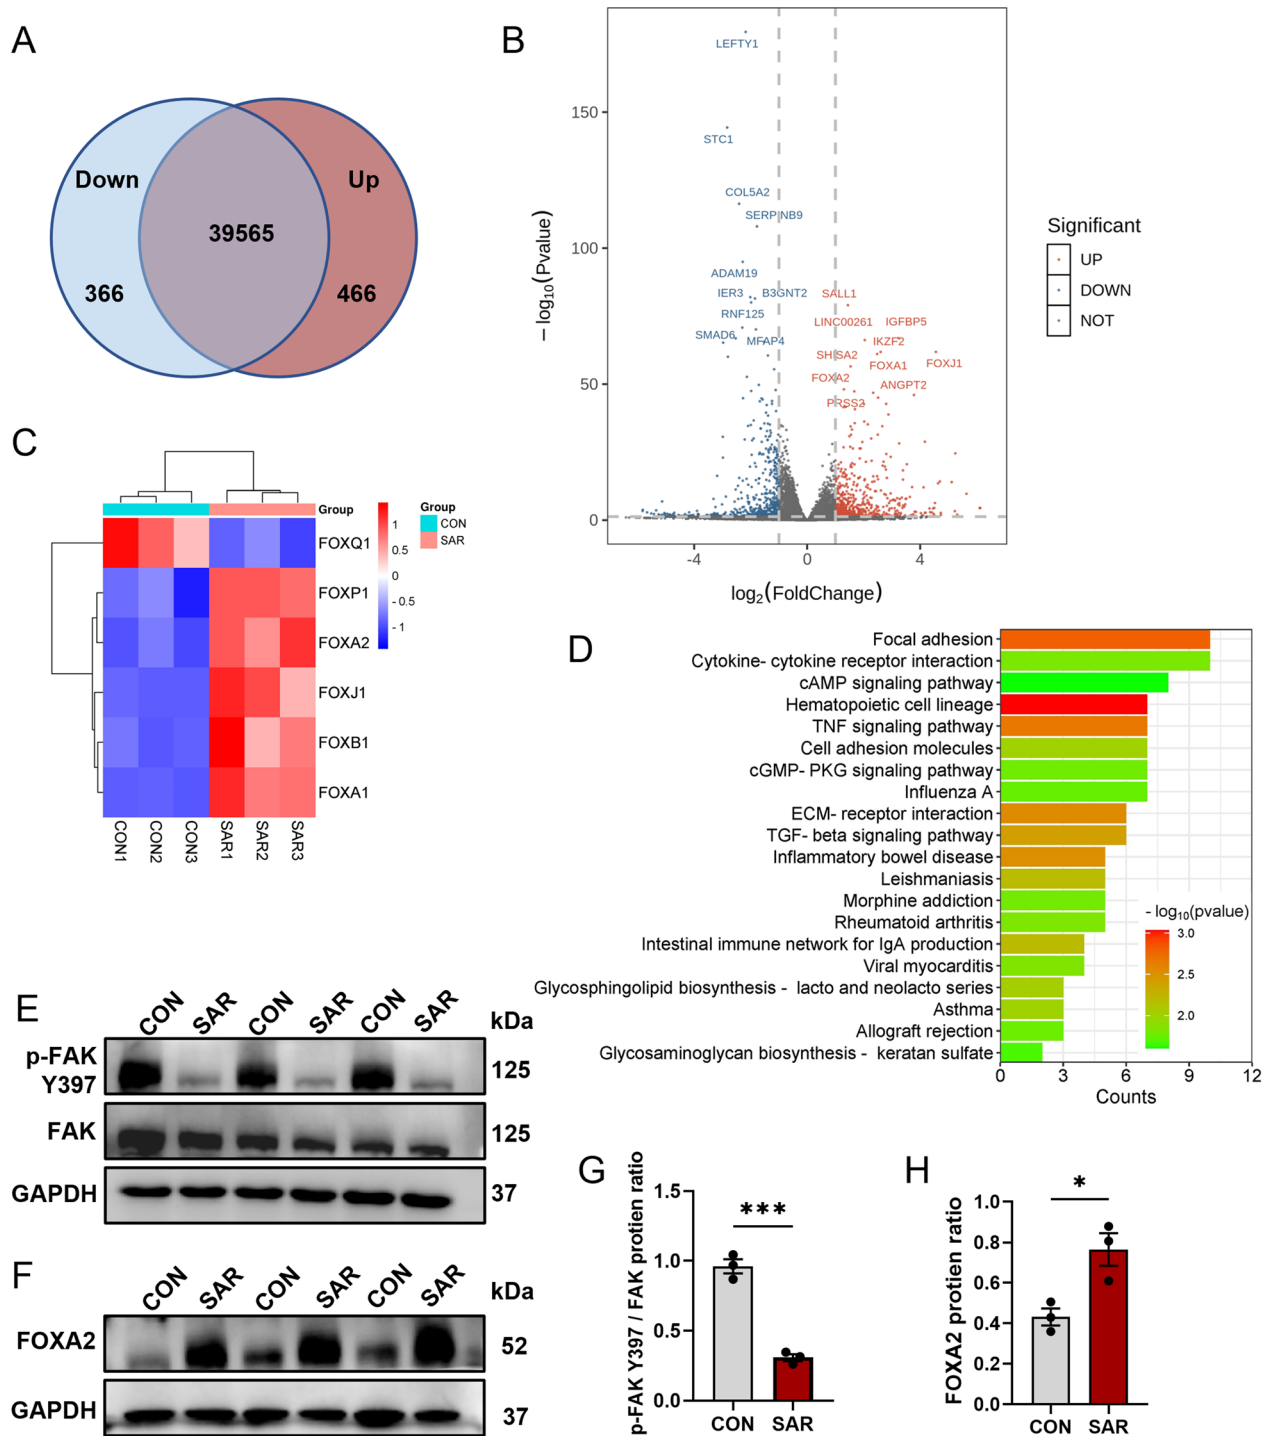 A
Down
Up
39565
366
466
B
LEFTY1
STC1
COL5A2
SERPINB9
ADAM19
IER3
B3GNT2
RNF125
SMAD6
MFAP4
SALL1
LINC00261
IGFBP5
IKZF2
SHISA2
FOXA1
FOXJ1
FOXA2
ANGPT2
PRSS2
150
100
50
0
-4
0
4
− log10(Pvalue)
log2(FoldChange)
Significant
UP
DOWN
NOT
C
Group
FOXQ1
FOXP1
FOXA2
FOXJ1
FOXB1
FOXA1
CON1
CON2
CON3
SAR1
SAR2
SAR3
1
0.5
0
- 0.5
- 1
Group
CON
SAR
D
Focal adhesion
Cytokine- cytokine receptor interaction
cAMP signaling pathway
Hematopoietic cell lineage
TNF signaling pathway
Cell adhesion molecules
cGMP- PKG signaling pathway
Influenza A
ECM- receptor interaction
TGF- beta signaling pathway
Inflammatory bowel disease
Leishmaniasis
Morphine addiction
Rheumatoid arthritis
Intestinal immune network for IgA production
Viral myocarditis
Glycosphingolipid biosynthesis - lacto and neolacto series
Asthma
Allograft rejection
Glycosaminoglycan biosynthesis - keratan sulfate
0
3
6
9
12
Counts
- log10(pvalue)
3.0
2.5
2.0
E
CON
SAR
CON
SAR
CON
SAR
kDa
p-FAK
Y397
125
FAK
125
GAPDH
37
F
CON
SAR
CON
SAR
CON
SAR
kDa
FOXA2
52
GAPDH
37
G
p-FAK Y397 / FAK protien ratio
1.5
1.0
0.5
0.0
***
CON
SAR
H
FOXA2 protien ratio
1.0
0.8
0.6
0.4
0.2
0.0
*
CON
SAR